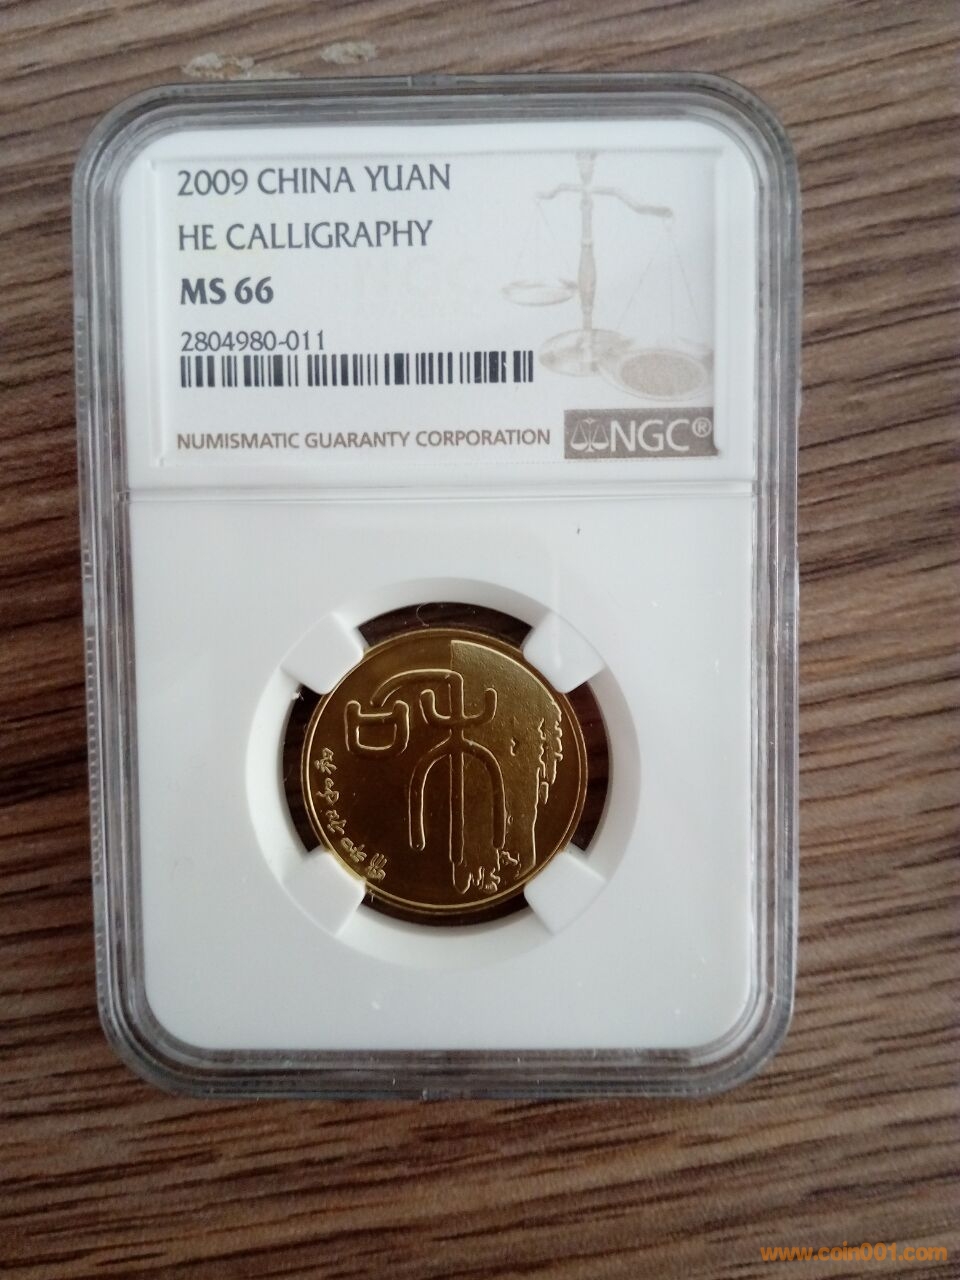 2009 CHINA YUAN
HE CALLIGRAPHY
MS 66
2804980-011
NUMISMATIC GUARANTY CORPORATION
NGC®
www.coin001.com